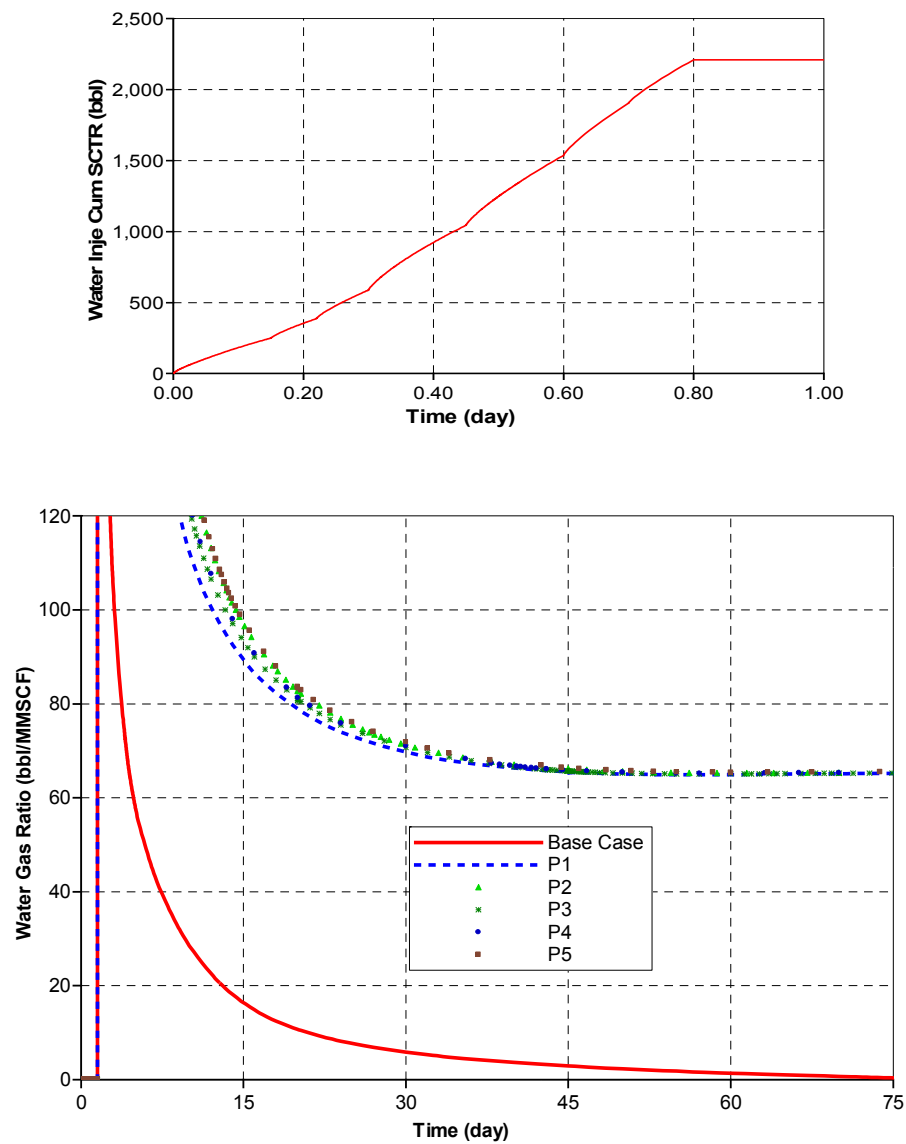 2,500
2,000
1,500
1,000
500
0
Water Inje Cum SCTR (bbl)
0.00 0.20 0.40 0.60 0.80 1.00
Time (day)
120
100
80
60
40
20
0
Water Gas Ratio (bbl/MMSCF)
Base Case
P1
P2
P3
P4
P5
0 15 30 45 60 75
Time (day)